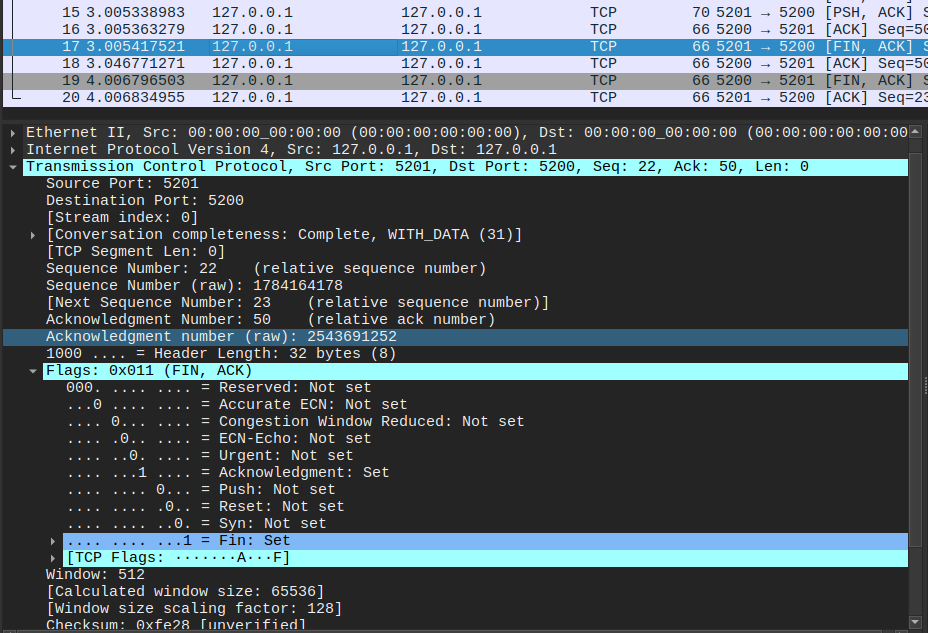 15 3.005338983 127.0.0.1 127.0.0.1 TCP 70 5201 → 5200 [PSH, ACK] S
16 3.005363279 127.0.0.1 127.0.0.1 TCP 66 5200 → 5201 [ACK] Seq=50
17 3.005417521 127.0.0.1 127.0.0.1 TCP 66 5201 → 5200 [FIN, ACK] S
18 3.046771271 127.0.0.1 127.0.0.1 TCP 66 5200 → 5201 [ACK] Seq=50
19 4.006796503 127.0.0.1 127.0.0.1 TCP 66 5200 → 5201 [FIN, ACK] S
20 4.006834955 127.0.0.1 127.0.0.1 TCP 66 5201 → 5200 [ACK] Seq=23
Ethernet II, Src: 00:00:00_00:00:00 (00:00:00:00:00:00), Dst: 00:00:00_00:00:00 (00:00:00:00:00:00
Internet Protocol Version 4, Src: 127.0.0.1, Dst: 127.0.0.1
Transmission Control Protocol, Src Port: 5201, Dst Port: 5200, Seq: 22, Ack: 50, Len: 0
Source Port: 5201
Destination Port: 5200
[Stream index: 0]
[Conversation completeness: Complete, WITH_DATA (31)]
[TCP Segment Len: 0]
Sequence Number: 22    (relative sequence number)
Sequence Number (raw): 1784164178
[Next Sequence Number: 23    (relative sequence number)]
Acknowledgment Number: 50    (relative ack number)
Acknowledgment number (raw): 2543691252
1000 .... = Header Length: 32 bytes (8)
Flags: 0x011 (FIN, ACK)
000. .... .... = Reserved: Not set
...0 .... .... = Accurate ECN: Not set
.... 0... .... = Congestion Window Reduced: Not set
.... .0.. .... = ECN-Echo: Not set
.... ..0. .... = Urgent: Not set
.... ...1 .... = Acknowledgment: Set
.... .... 0... = Push: Not set
.... .... .0.. = Reset: Not set
.... .... ..0. = Syn: Not set
.... .... ...1 = Fin: Set
[TCP Flags: ·······A···F]
Window: 512
[Calculated window size: 65536]
[Window size scaling factor: 128]
Checksum: 0xfe28 [unverified]